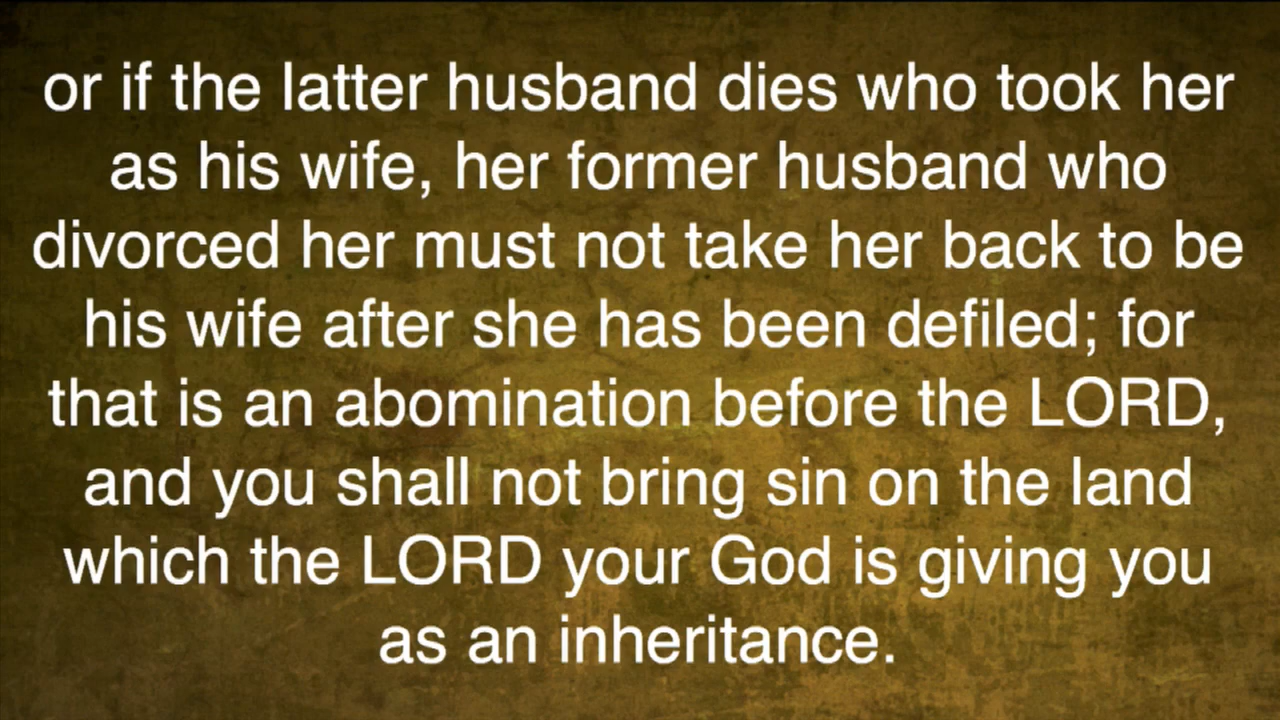 or if the latter husband dies who took her
as his wife, her former husband who
divorced her must not take her back to be
his wife after she has been defiled; for
that is an abomination before the LORD,
and you shall not bring sin on the land
which the LORD your God is giving you
as an inheritance.